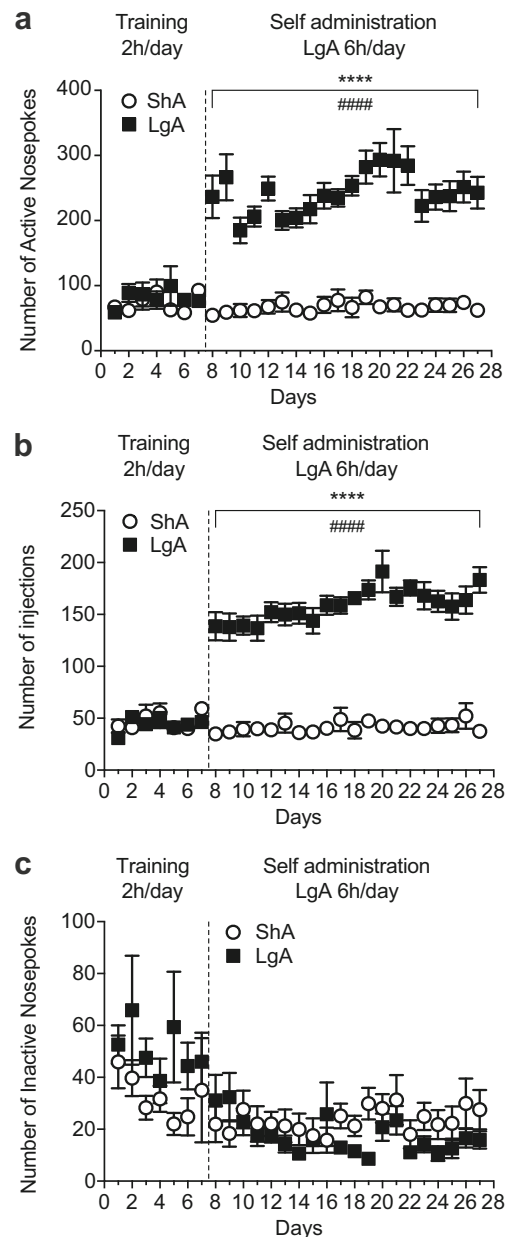 a
Training
2h/day
Self administration
LgA 6h/day
ShA
LgA
****
####
Number of Active Nosepokes
400
300
200
100
0
0 2 4 6 8 10 12 14 16 18 20 22 24 26 28
Days
b
Training
2h/day
Self administration
LgA 6h/day
ShA
LgA
****
####
Number of injections
250
200
150
100
50
0
0 2 4 6 8 10 12 14 16 18 20 22 24 26 28
Days
c
Training
2h/day
Self administration
LgA 6h/day
ShA
LgA
Number of Inactive Nosepokes
100
80
60
40
20
0
0 2 4 6 8 10 12 14 16 18 20 22 24 26 28
Days